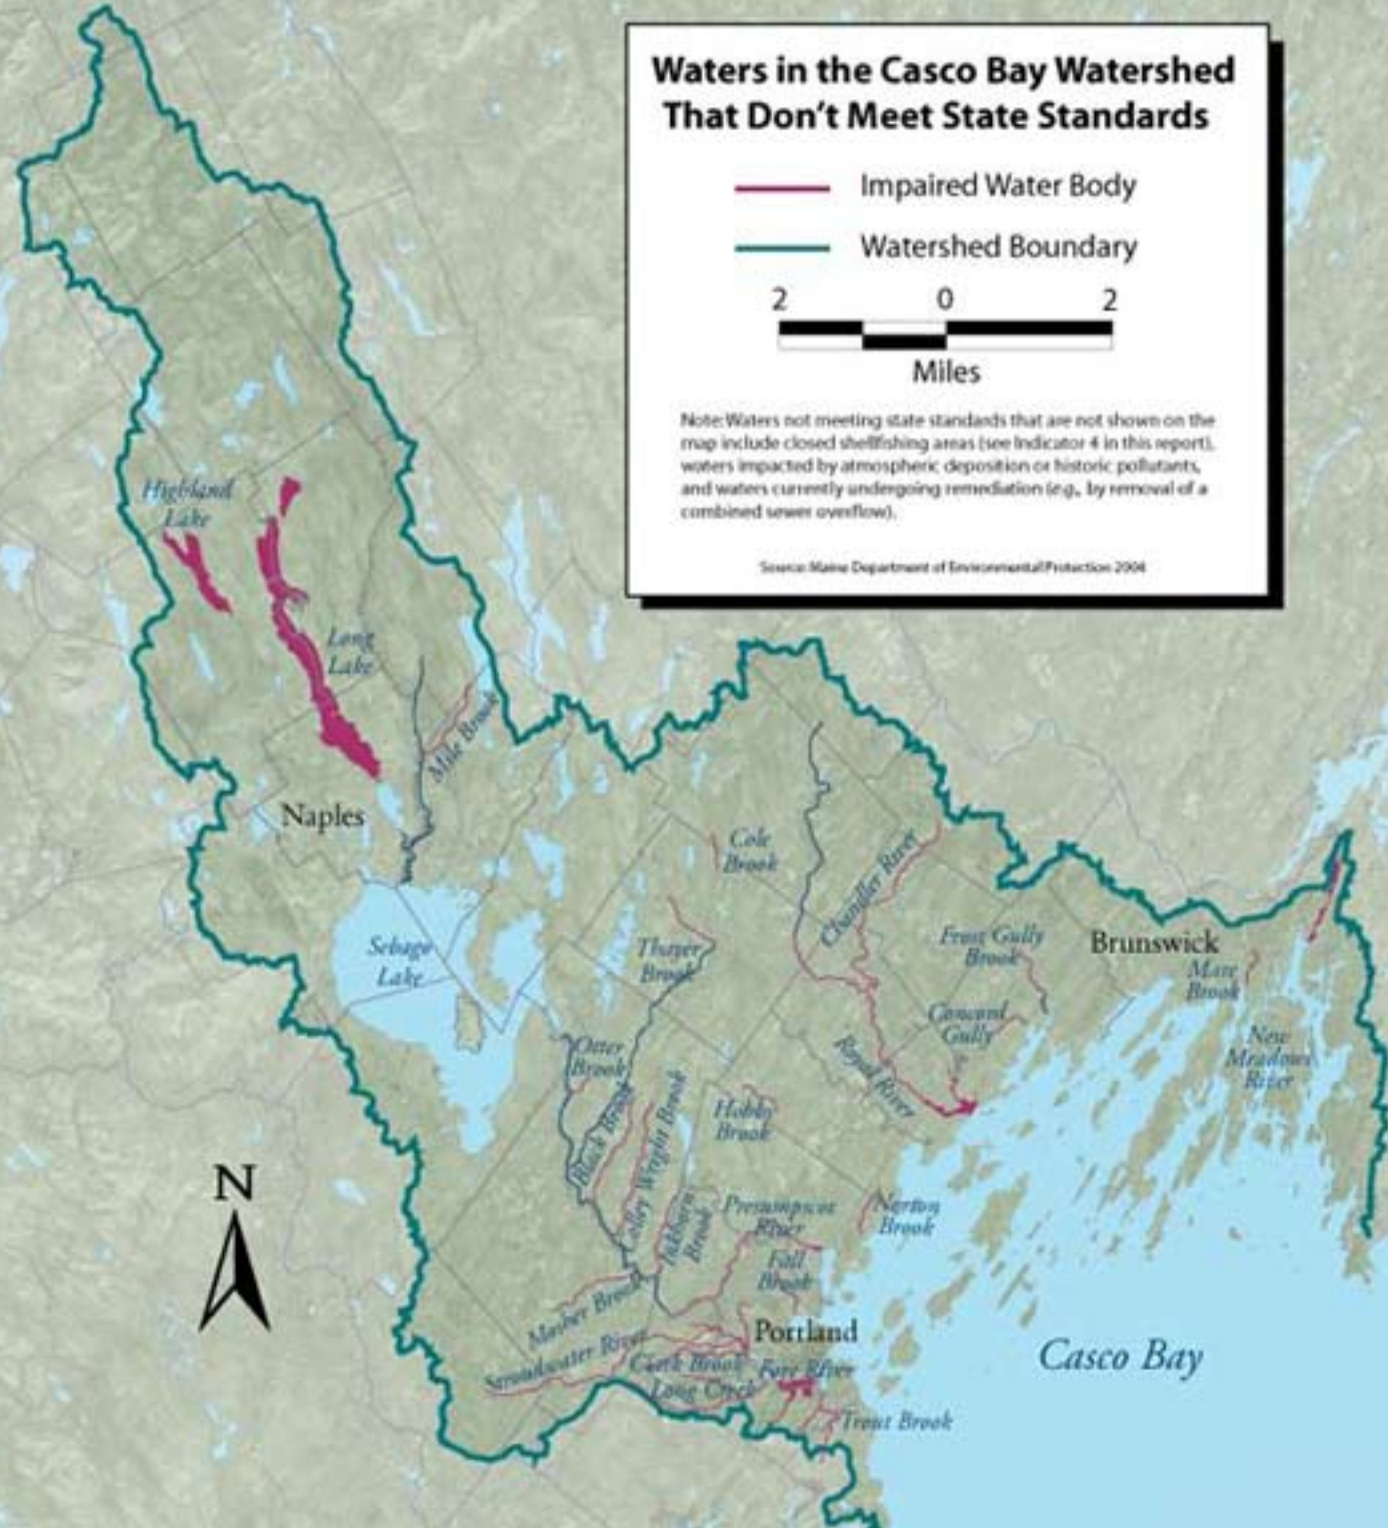 Waters in the Casco Bay Watershed
That Don't Meet State Standards
Impaired Water Body
Watershed Boundary
2 0 2
Miles
Note: Waters not meeting state standards that are not shown on the
map include closed shellfishing areas (see Indicator 4 in this report),
waters impacted by atmospheric deposition or historic pollutants,
and waters currently undergoing remediation (e.g., by removal of a
combined sewer overflow).
Source: Maine Department of Environmental Protection 2004
Highland
Lake
Long
Lake
Mile Brook
Naples
Cole
Brook
Chandler River
Sebago
Lake
Thayer
Brook
Frost Gully
Brook
Brunswick
Mare
Brook
Concord
Gully
New
Meadows
River
Otter
Brook
Royal River
Black Brook
Colley Wright Brook
Hobbs
Brook
Inkhorn
Brook
N
Presumpscot
River
Norton
Brook
Fall
Brook
Mosher Brook
Portland
Stroudwater River
Clark Brook
Fore River
Long Creek
Casco Bay
Trout Brook